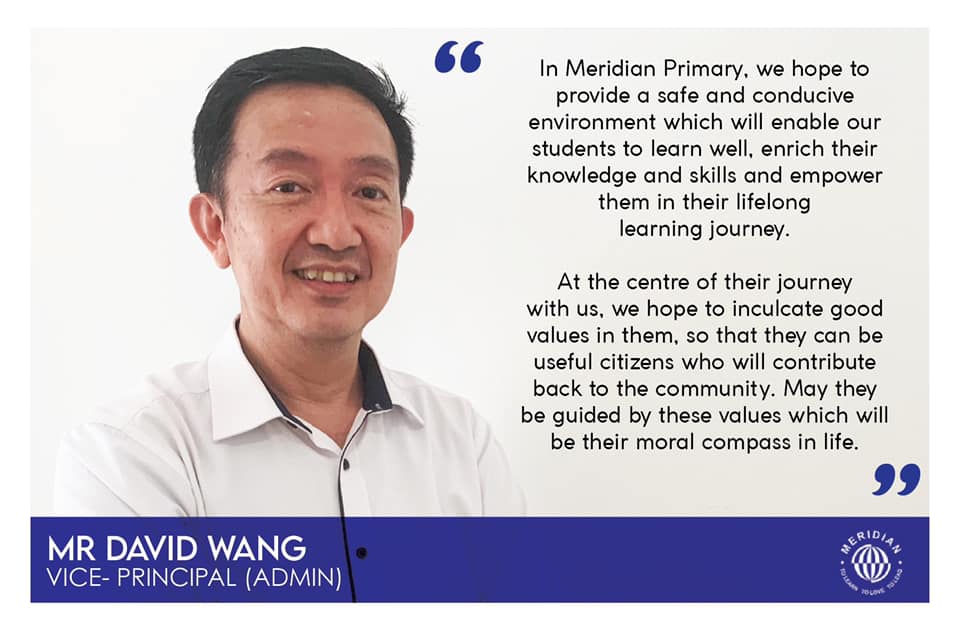 In Meridian Primary, we hope to
provide a safe and conducive
environment which will enable our
students to learn well, enrich their
knowledge and skills and empower
them in their lifelong
learning journey.
At the centre of their journey
with us, we hope to inculcate good
values in them, so that they can be
useful citizens who will contribute
back to the community. May they
be guided by these values which will
be their moral compass in life.
MR DAVID WANG
VICE- PRINCIPAL (ADMIN)
MERIDIAN
TO LEARN TO LOVE TO LEAD